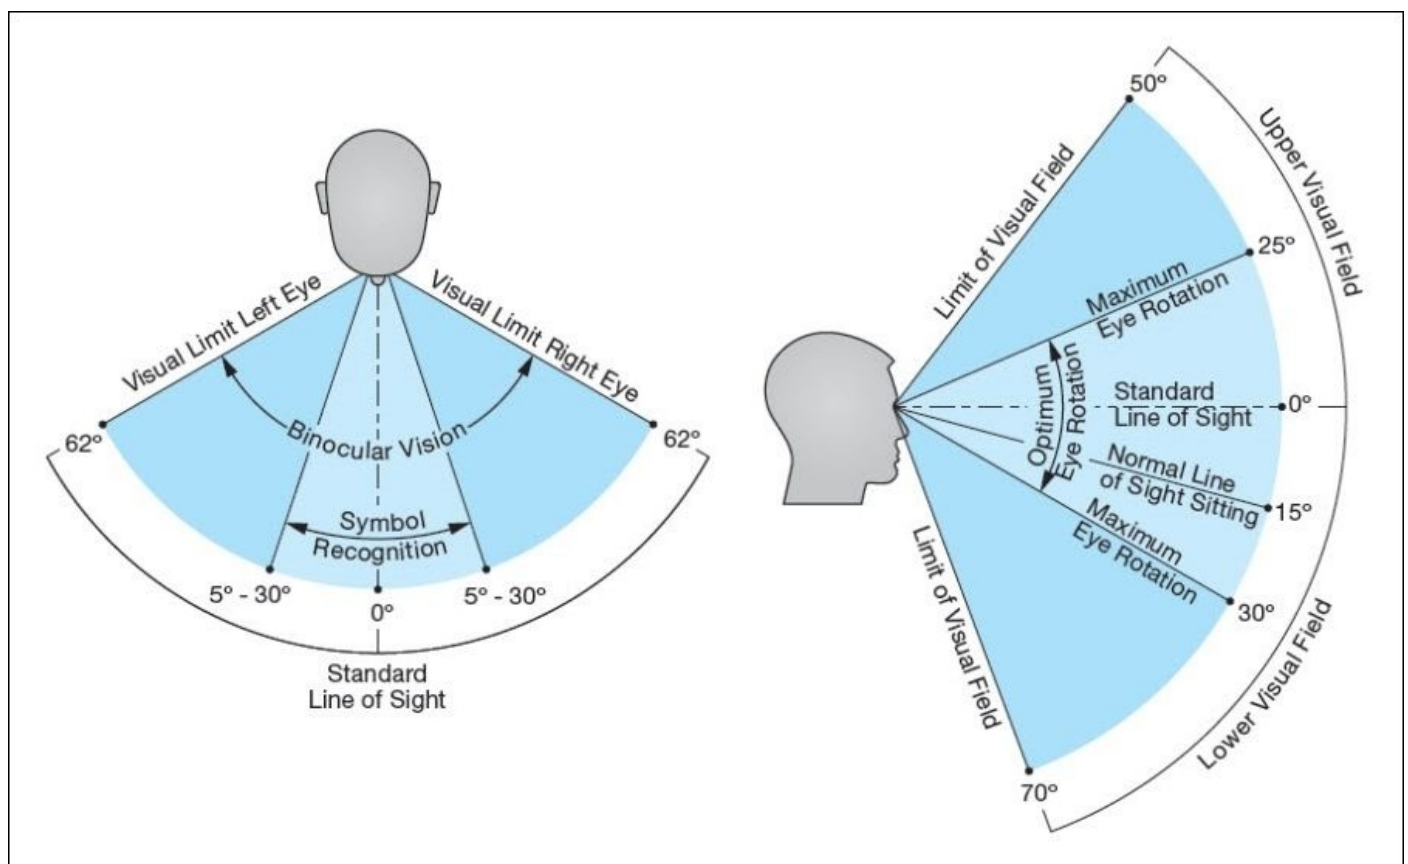 Visual Limit Left Eye
Visual Limit Right Eye
62º
62º
Binocular Vision
Symbol
Recognition
5º - 30º
0º
5º - 30º
Standard
Line of Sight
50º
Upper Visual Field
Limit of Visual Field
25º
Maximum
Eye Rotation
Optimum
Eye Rotation
Standard
Line of Sight
0º
Normal Line
of Sight Sitting
15º
Maximum
Eye Rotation
30º
Limit of Visual Field
Lower Visual Field
70º